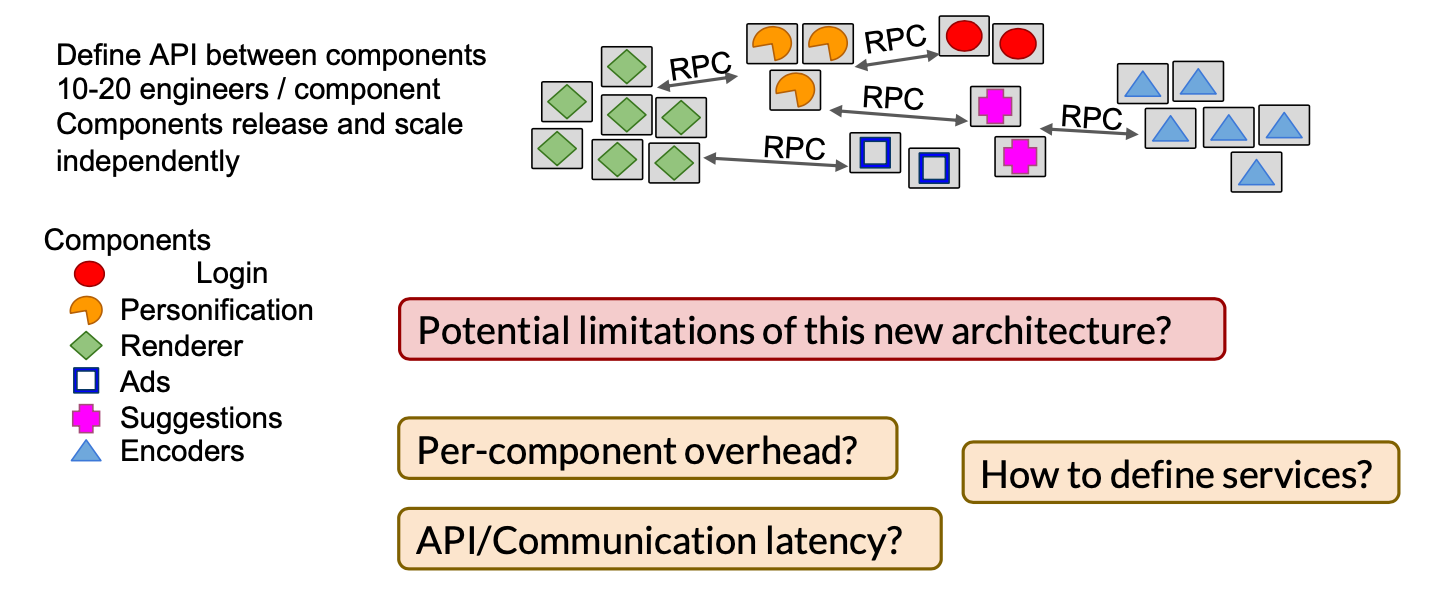 Define API between components
10-20 engineers / component
Components release and scale
independently
RPC
RPC
RPC
RPC
RPC
Components
Login
Personification
Renderer
Ads
Suggestions
Encoders
Potential limitations of this new architecture?
Per-component overhead?
How to define services?
API/Communication latency?